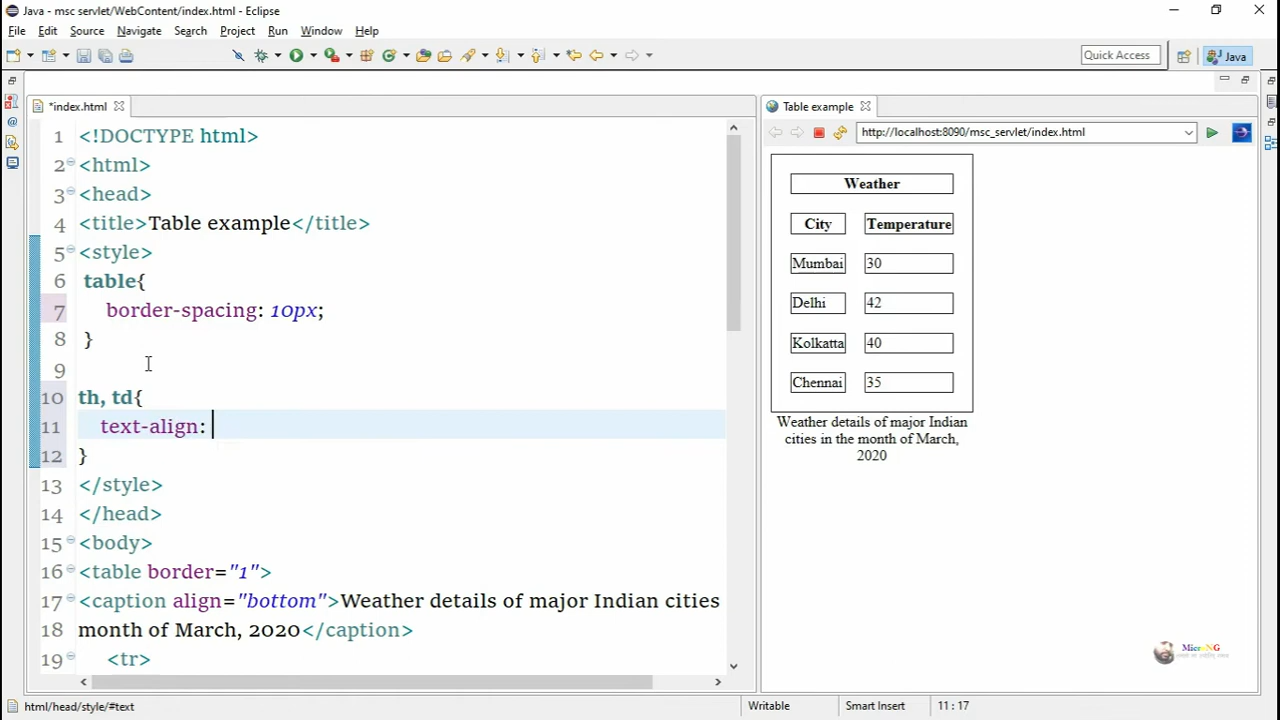 Java - msc servlet/WebContent/index.html - Eclipse
File Edit Source Navigate Search Project Run Window Help
Quick Access
Java
*index.html
1 <!DOCTYPE html>
2 <html>
3 <head>
4 <title>Table example</title>
5 <style>
6 table{
7 border-spacing: 10px;
8 }
9
10 th, td{
11 text-align:
12 }
13 </style>
14 </head>
15 <body>
16 <table border="1">
17 <caption align="bottom">Weather details of major Indian cities
18 month of March, 2020</caption>
19 <tr>
Table example
http://localhost:8090/msc_servlet/index.html
Weather
City Temperature
Mumbai 30
Delhi 42
Kolkatta 40
Chennai 35
Weather details of major Indian
cities in the month of March,
2020
MicroNG
html/head/style/#text
Writable
Smart Insert
11 : 17